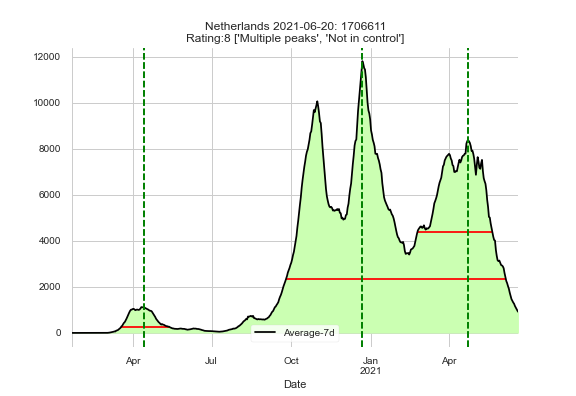 Netherlands 2021-06-20: 1706611
Rating:8 ['Multiple peaks', 'Not in control']
12000
10000
8000
6000
4000
2000
0
Average-7d
Apr
Jul
Oct
Jan
2021
Apr
Date